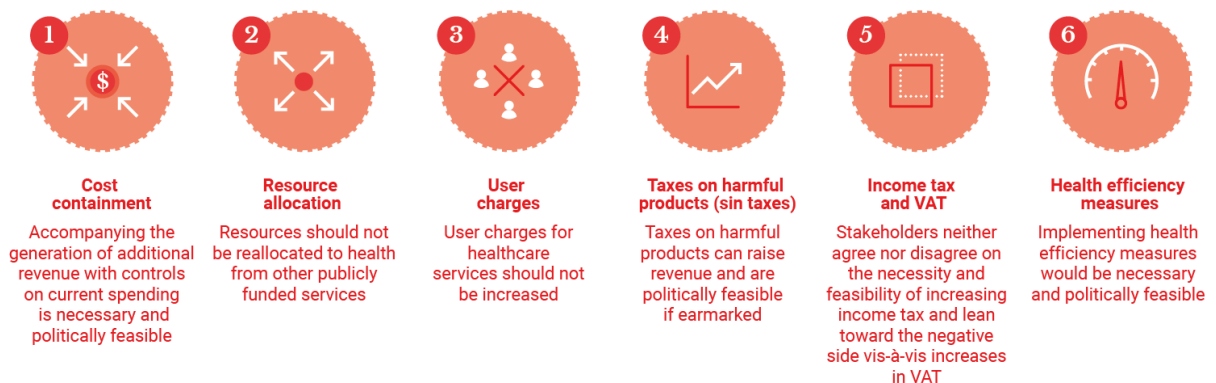 1
$
Cost
containment
Accompanying the
generation of additional
revenue with controls
on current spending
is necessary and
politically feasible
2
Resource
allocation
Resources should not
be reallocated to health
from other publicly
funded services
3
User
charges
User charges for
healthcare
services should not
be increased
4
Taxes on harmful
products (sin taxes)
Taxes on harmful
products can raise
revenue and are
politically feasible
if earmarked
5
Income tax
and VAT
Stakeholders neither
agree nor disagree on
the necessity and
feasibility of increasing
income tax and lean
toward the negative
side vis-à-vis increases
in VAT
6
Health efficiency
measures
Implementing health
efficiency measures
would be necessary
and politically feasible